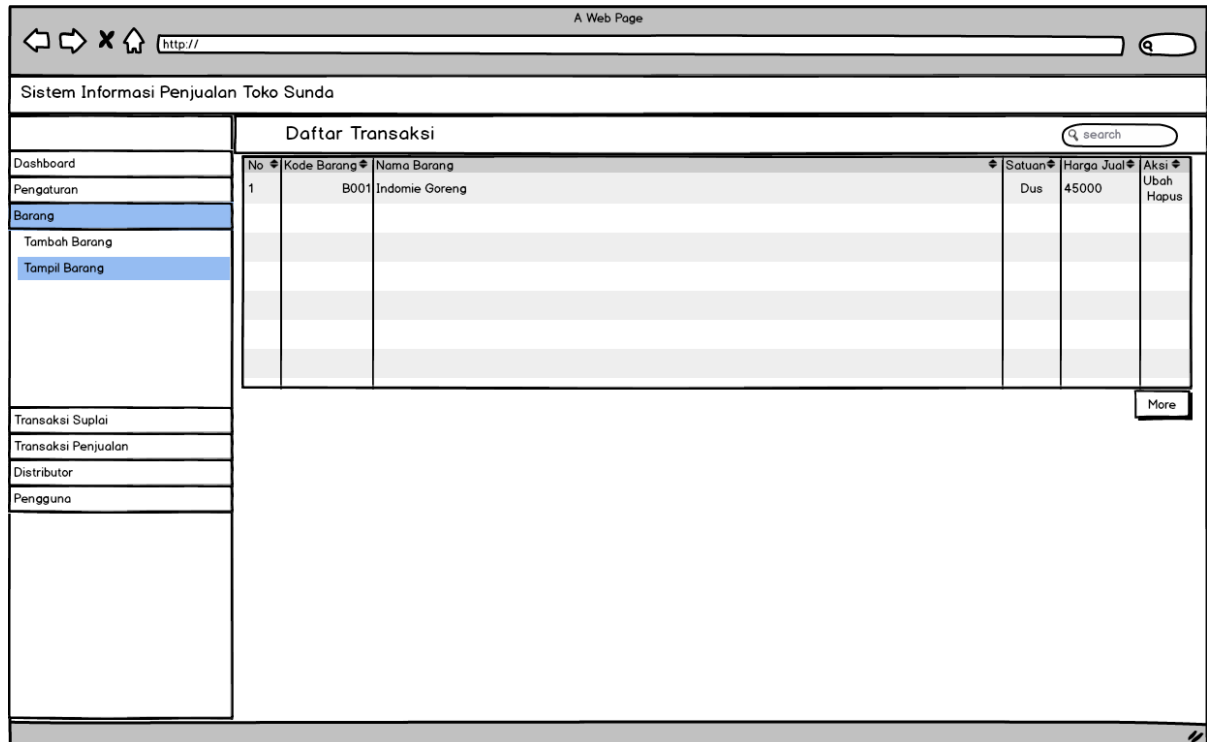 A Web Page
http://
Sistem Informasi Penjualan Toko Sunda
Daftar Transaksi
search
Dashboard
Pengaturan
Barang
Tambah Barang
Tampil Barang
Transaksi Suplai
Transaksi Penjualan
Distributor
Pengguna
No Kode Barang Nama Barang Satuan Harga Jual Aksi
1 B001 Indomie Goreng Dus 45000 Ubah
Hapus
More